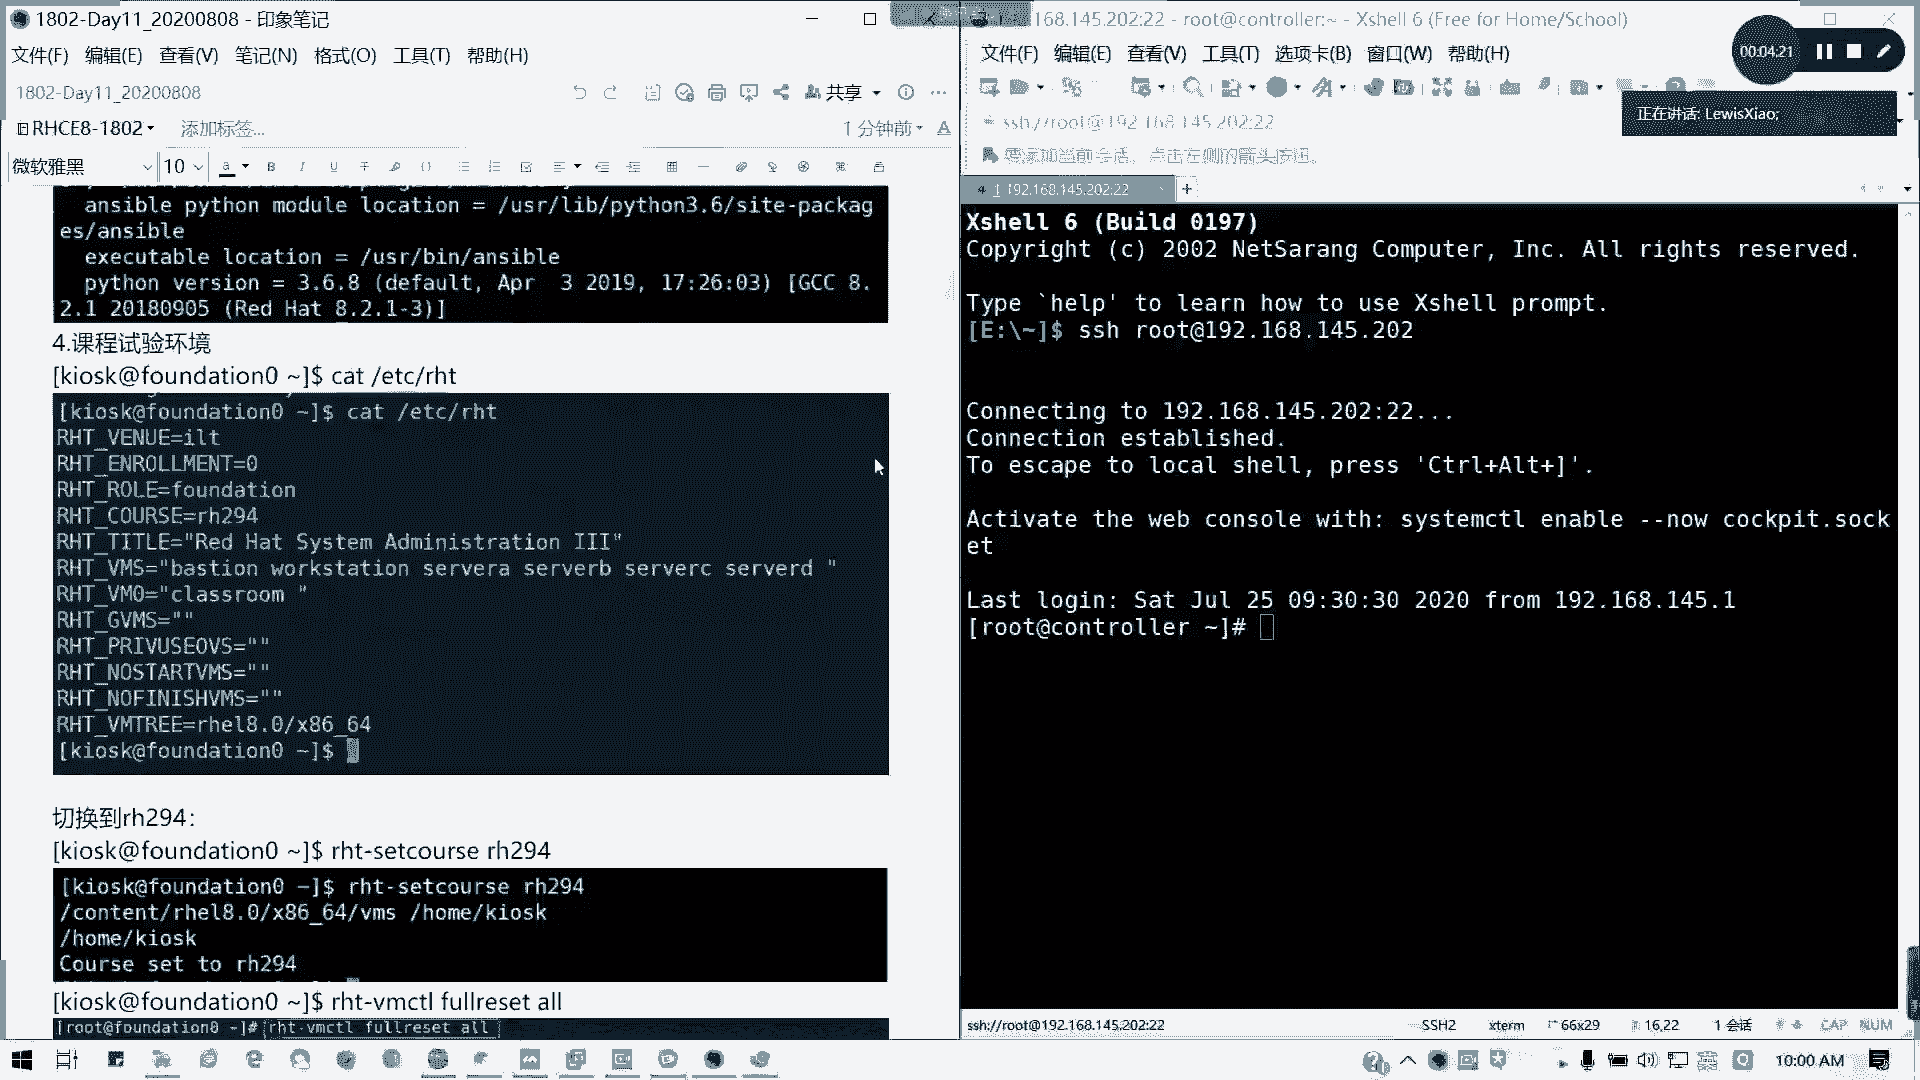 1802-Day11_20200808 - 印象笔记
文件(F) 编辑(E) 查看(V) 笔记(N) 格式(O) 工具(T) 帮助(H)
1802-Day11_20200808
共享
RHCE8-1802
添加标签...
1 分钟前
微软雅黑
10
ansible python module location = /usr/lib/python3.6/site-packag
es/ansible
executable location = /usr/bin/ansible
python version = 3.6.8 (default, Apr  3 2019, 17:26:03) [GCC 8.
2.1 20180905 (Red Hat 8.2.1-3)]
4.课程试验环境
[kiosk@foundation0 ~]$ cat /etc/rht
[kiosk@foundation0 ~]$ cat /etc/rht
RHT_VENUE=ilt
RHT_ENROLLMENT=0
RHT_ROLE=foundation
RHT_COURSE=rh294
RHT_TITLE="Red Hat System Administration III"
RHT_VMS="bastion workstation servera serverb serverc serverd "
RHT_VM0="classroom "
RHT_GVMS=""
RHT_PRIVUSEOVS=""
RHT_NOSTARTVMS=""
RHT_NOFINISHVMS=""
RHT_VMTREE=rhel8.0/x86_64
[kiosk@foundation0 ~]$
切换到rh294：
[kiosk@foundation0 ~]$ rht-setcourse rh294
[kiosk@foundation0 ~]$ rht-setcourse rh294
/content/rhel8.0/x86_64/vms /home/kiosk
/home/kiosk
Course set to rh294
[kiosk@foundation0 ~]$ rht-vmctl fullreset all
[root@foundation0 ~]# rht-vmctl fullreset all
168.145.202:22 - root@controller:~ - Xshell 6 (Free for Home/School)
文件(F) 编辑(E) 查看(V) 工具(T) 选项卡(B) 窗口(W) 帮助(H)
00:04:21
正在讲话: LewisXiao;
ssh://root@192.168.145.202:22
要添加当前会话，点击左侧的箭头按钮。
1 192.168.145.202:22
Xshell 6 (Build 0197)
Copyright (c) 2002 NetSarang Computer, Inc. All rights reserved.
Type `help' to learn how to use Xshell prompt.
[E:\~]$ ssh root@192.168.145.202
Connecting to 192.168.145.202:22...
Connection established.
To escape to local shell, press 'Ctrl+Alt+]'.
Activate the web console with: systemctl enable --now cockpit.sock
et
Last login: Sat Jul 25 09:30:30 2020 from 192.168.145.1
[root@controller ~]#
ssh://root@192.168.145.202:22
SSH2
xterm
66x29
16,22
1 会话
CAP
NUM
10:00 AM